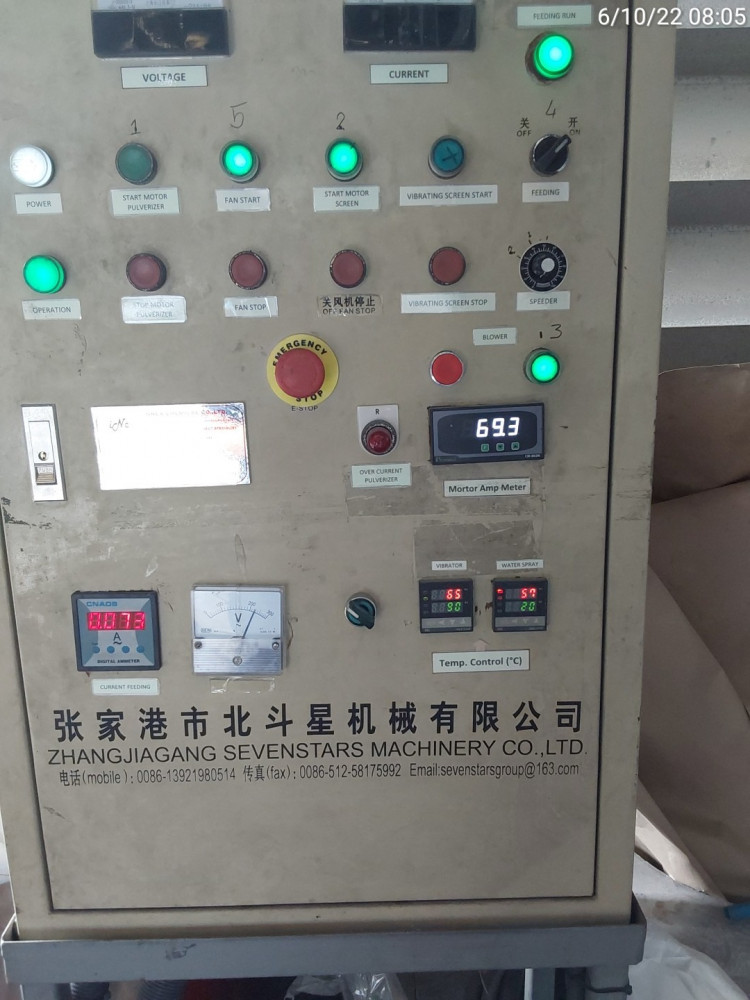 FEEDING RUN
6/10/22 08:05
VOLTAGE
CURRENT
1
5
2
4
关 开
OFF ON
POWER
START MOTOR
PULVERIZER
FAN START
START MOTOR
SCREEN
VIBRATING SCREEN START
FEEDING
OPERATION
STOP MOTOR
PULVERIZER
FAN STOP
关风机停止
OFF FAN STOP
VIBRATING SCREEN STOP
SPEEDER
BLOWER
3
EMERGENCY
STOP
E-STOP
R
OVER CURRENT
PULVERIZER
69.3
Mortor Amp Meter
VIBRATOR
WATER SPRAY
65
90
57
20
Temp. Control (°C)
CNAOS
0.073
A
DIGITAL AMMETER
CURRENT FEEDING
V
张家港市北斗星机械有限公司
ZHANGJIAGANG SEVENSTARS MACHINERY CO.,LTD.
电话(mobile):0086-13921980514 传真(fax):0086-512-58175992 Email:sevenstarsgroup@163.com